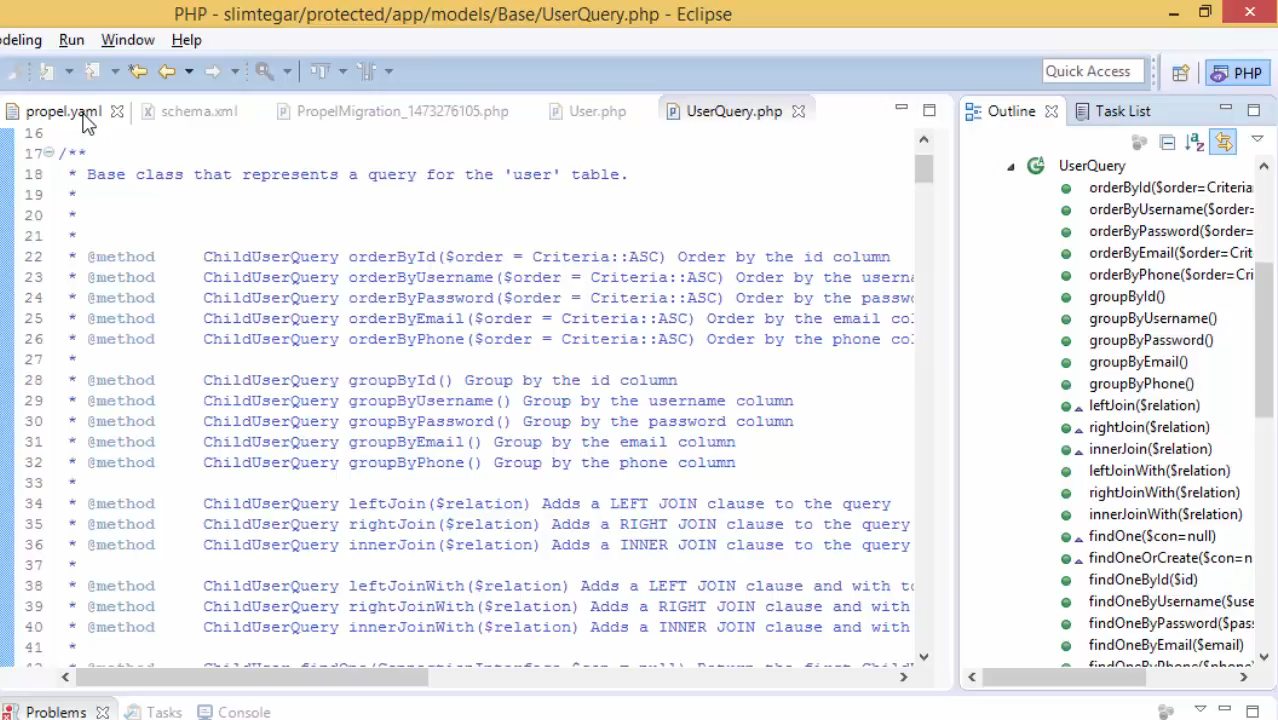 PHP - slimtegar/protected/app/models/Base/UserQuery.php - Eclipse
deling Run Window Help
Quick Access PHP
propel.yaml schema.xml PropelMigration_1473276105.php User.php UserQuery.php
Outline Task List
16
17 /**
18 * Base class that represents a query for the 'user' table.
19 *
20 *
21 *
22 * @method ChildUserQuery orderById($order = Criteria::ASC) Order by the id column
23 * @method ChildUserQuery orderByUsername($order = Criteria::ASC) Order by the userna
24 * @method ChildUserQuery orderByPassword($order = Criteria::ASC) Order by the passwo
25 * @method ChildUserQuery orderByEmail($order = Criteria::ASC) Order by the email co
26 * @method ChildUserQuery orderByPhone($order = Criteria::ASC) Order by the phone co
27 *
28 * @method ChildUserQuery groupById() Group by the id column
29 * @method ChildUserQuery groupByUsername() Group by the username column
30 * @method ChildUserQuery groupByPassword() Group by the password column
31 * @method ChildUserQuery groupByEmail() Group by the email column
32 * @method ChildUserQuery groupByPhone() Group by the phone column
33 *
34 * @method ChildUserQuery leftJoin($relation) Adds a LEFT JOIN clause to the query
35 * @method ChildUserQuery rightJoin($relation) Adds a RIGHT JOIN clause to the query
36 * @method ChildUserQuery innerJoin($relation) Adds a INNER JOIN clause to the query
37 *
38 * @method ChildUserQuery leftJoinWith($relation) Adds a LEFT JOIN clause and with to
39 * @method ChildUserQuery rightJoinWith($relation) Adds a RIGHT JOIN clause and with
40 * @method ChildUserQuery innerJoinWith($relation) Adds a INNER JOIN clause and with
41 *
UserQuery
orderById($order=Criteria
orderByUsername($order=
orderByPassword($order=
orderByEmail($order=Crit
orderByPhone($order=Cri
groupById()
groupByUsername()
groupByPassword()
groupByEmail()
groupByPhone()
leftJoin($relation)
rightJoin($relation)
innerJoin($relation)
leftJoinWith($relation)
rightJoinWith($relation)
innerJoinWith($relation)
findOne($con=null)
findOneOrCreate($con=n
findOneById($id)
findOneByUsername($use
findOneByPassword($pas
findOneByEmail($email)
findOneByPhone($phone
Problems Tasks Console